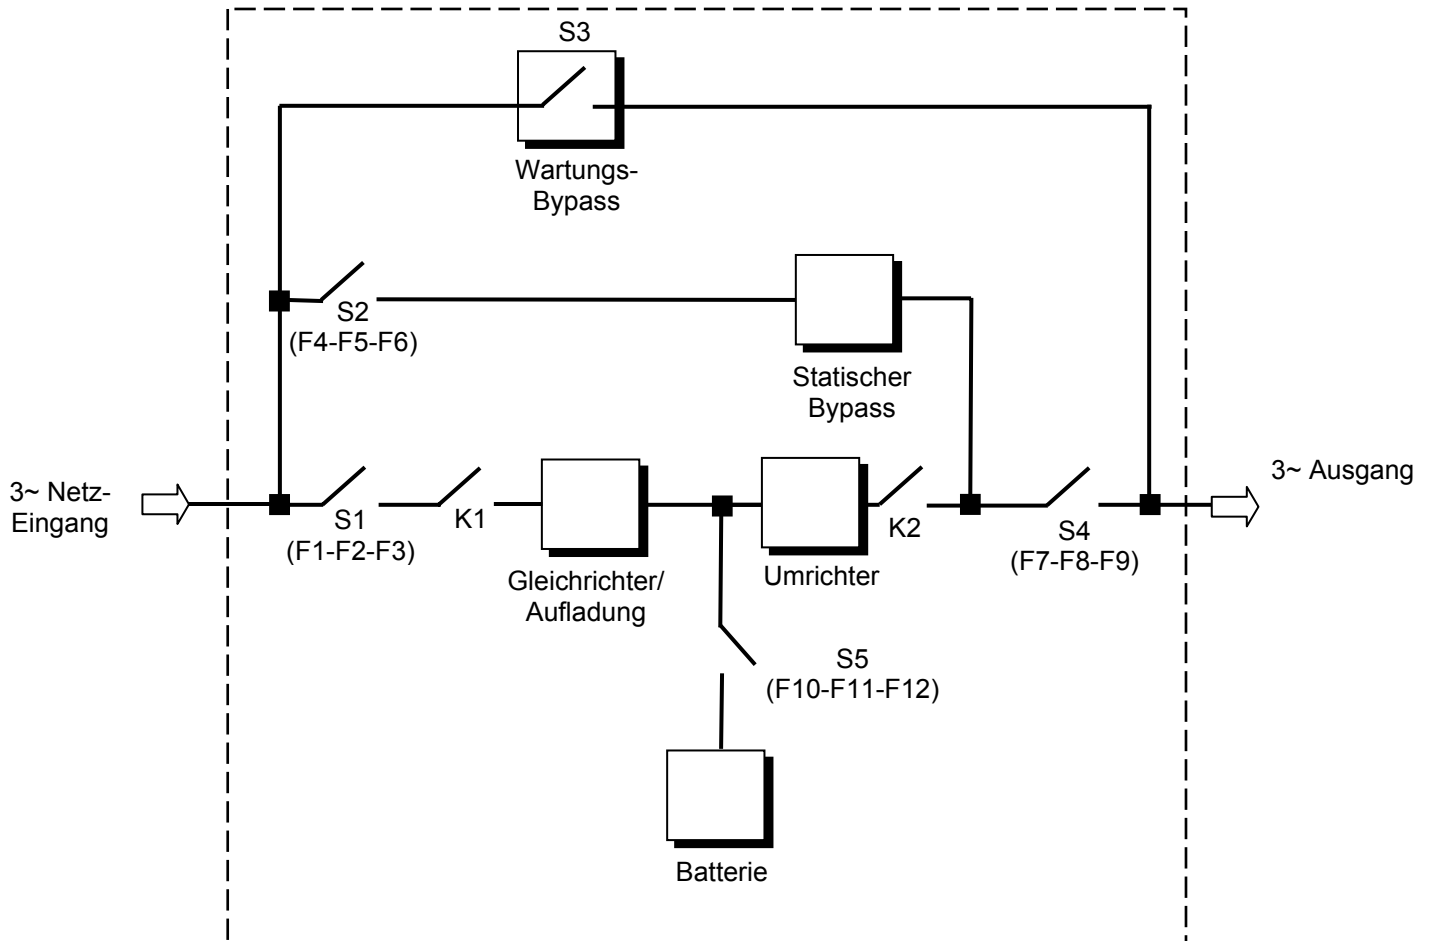 S3
Wartungs-
Bypass
S2
(F4-F5-F6)
Statischer
Bypass
3~ Netz-
Eingang
S1
(F1-F2-F3)
K1
Gleichrichter/
Aufladung
Umrichter
K2
S4
(F7-F8-F9)
3~ Ausgang
S5
(F10-F11-F12)
Batterie